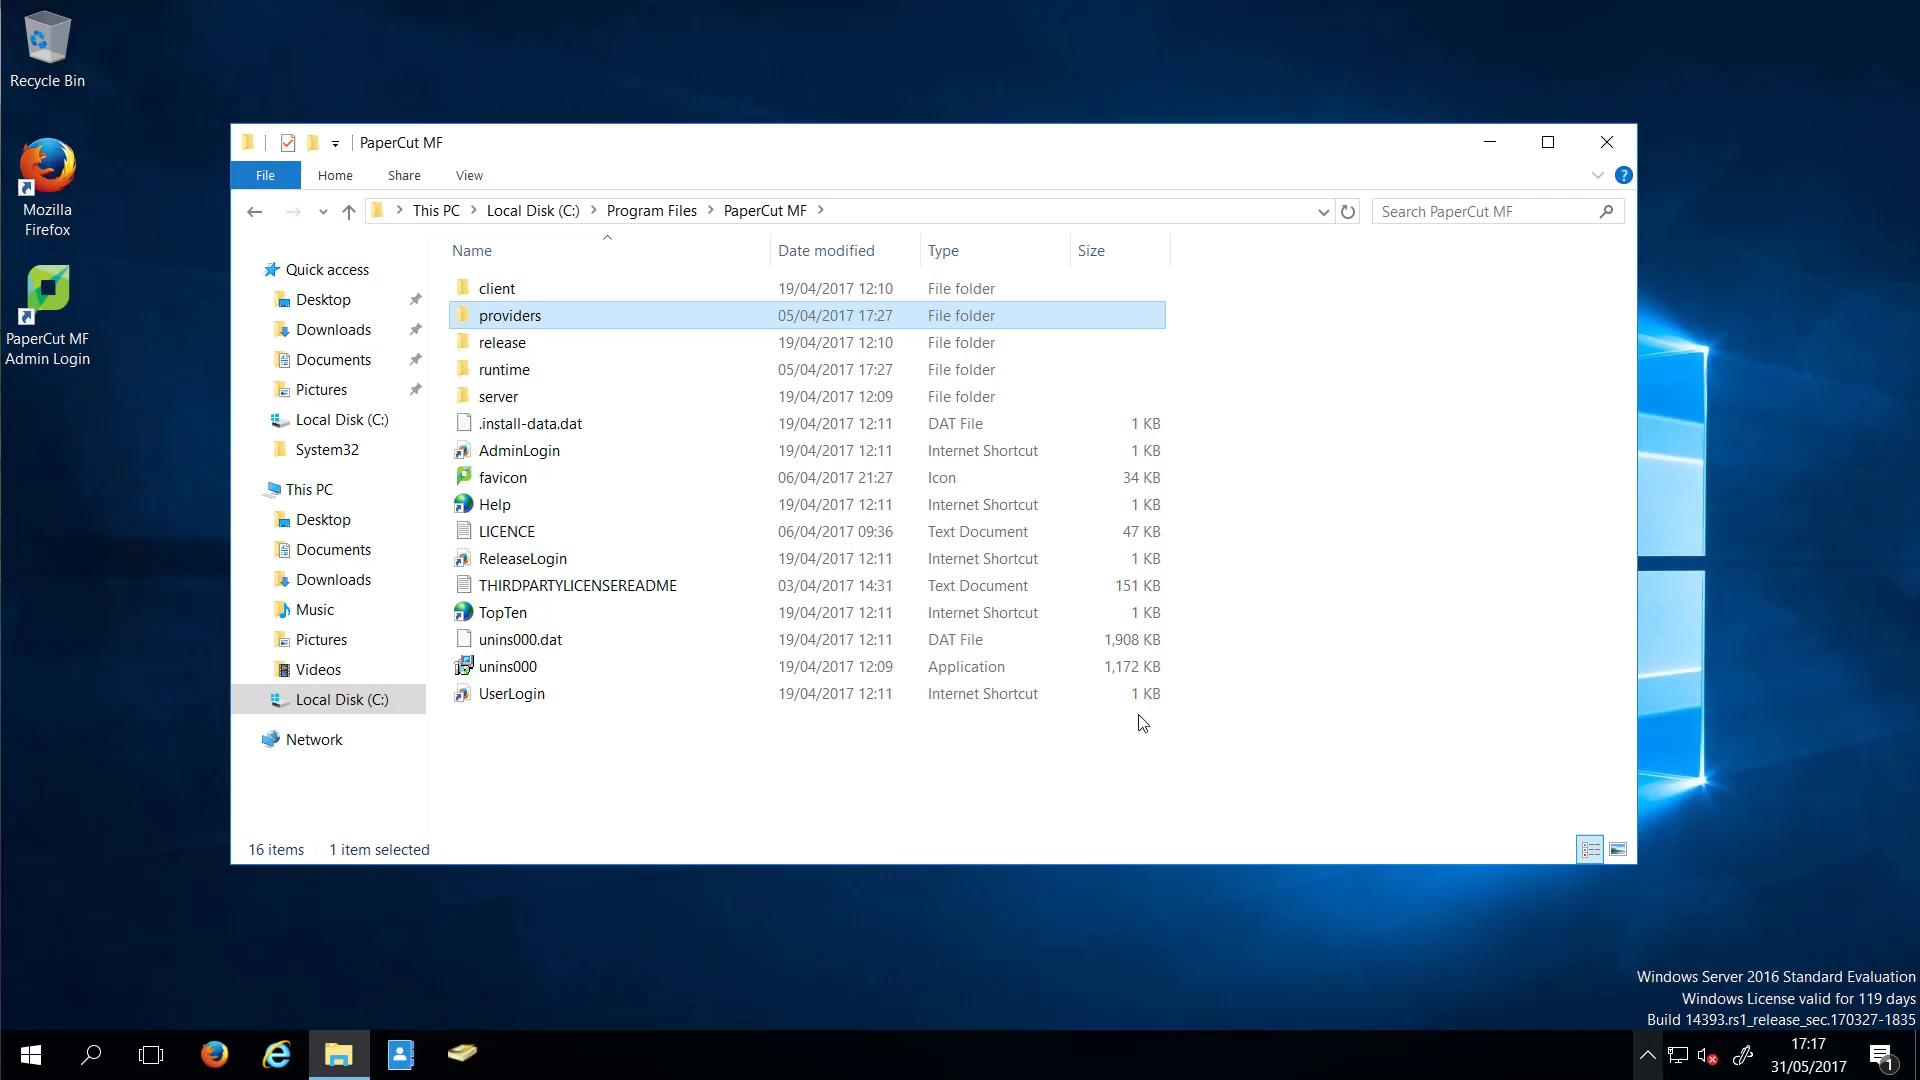 Recycle Bin
Mozilla
Firefox
PaperCut MF
Admin Login
PaperCut MF
File Home Share View
This PC Local Disk (C:) Program Files PaperCut MF
Search PaperCut MF
Quick access
Desktop
Downloads
Documents
Pictures
Local Disk (C:)
System32
This PC
Desktop
Documents
Downloads
Music
Pictures
Videos
Local Disk (C:)
Network
Name Date modified Type Size
client 19/04/2017 12:10 File folder
providers 05/04/2017 17:27 File folder
release 19/04/2017 12:10 File folder
runtime 05/04/2017 17:27 File folder
server 19/04/2017 12:09 File folder
.install-data.dat 19/04/2017 12:11 DAT File 1 KB
AdminLogin 19/04/2017 12:11 Internet Shortcut 1 KB
favicon 06/04/2017 21:27 Icon 34 KB
Help 19/04/2017 12:11 Internet Shortcut 1 KB
LICENCE 06/04/2017 09:36 Text Document 47 KB
ReleaseLogin 19/04/2017 12:11 Internet Shortcut 1 KB
THIRDPARTYLICENSEREADME 03/04/2017 14:31 Text Document 151 KB
TopTen 19/04/2017 12:11 Internet Shortcut 1 KB
unins000.dat 19/04/2017 12:11 DAT File 1,908 KB
unins000 19/04/2017 12:09 Application 1,172 KB
UserLogin 19/04/2017 12:11 Internet Shortcut 1 KB
16 items 1 item selected
Windows Server 2016 Standard Evaluation
Windows License valid for 119 days
Build 14393.rs1_release_sec.170327-1835
17:17
31/05/2017
1